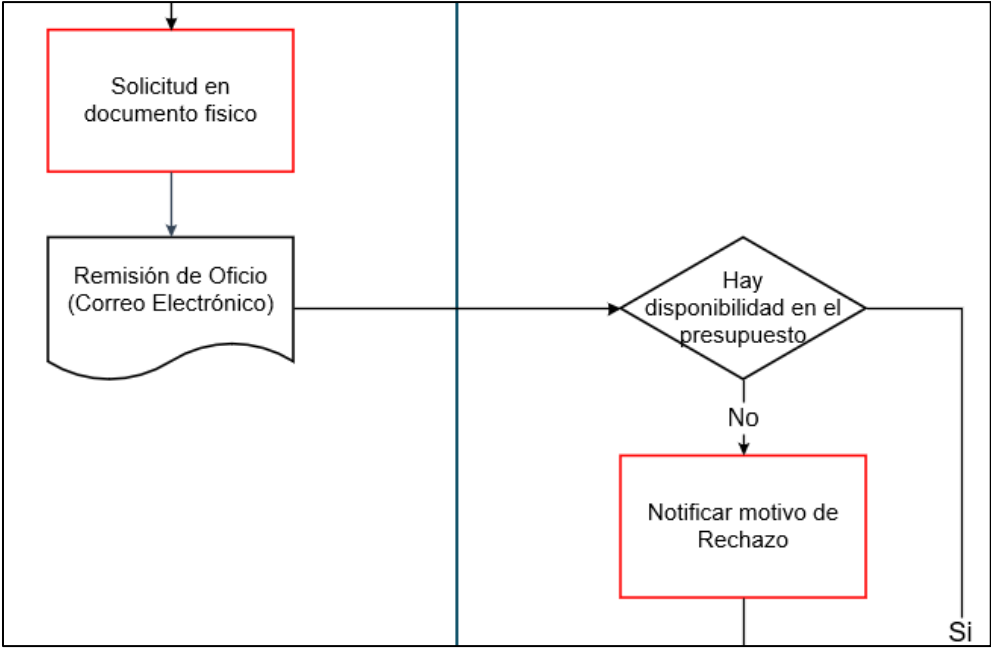 Solicitud en
documento fisico
Remisión de Oficio
(Correo Electrónico)
Hay
disponibilidad en el
presupuesto
No
Notificar motivo de
Rechazo
Si